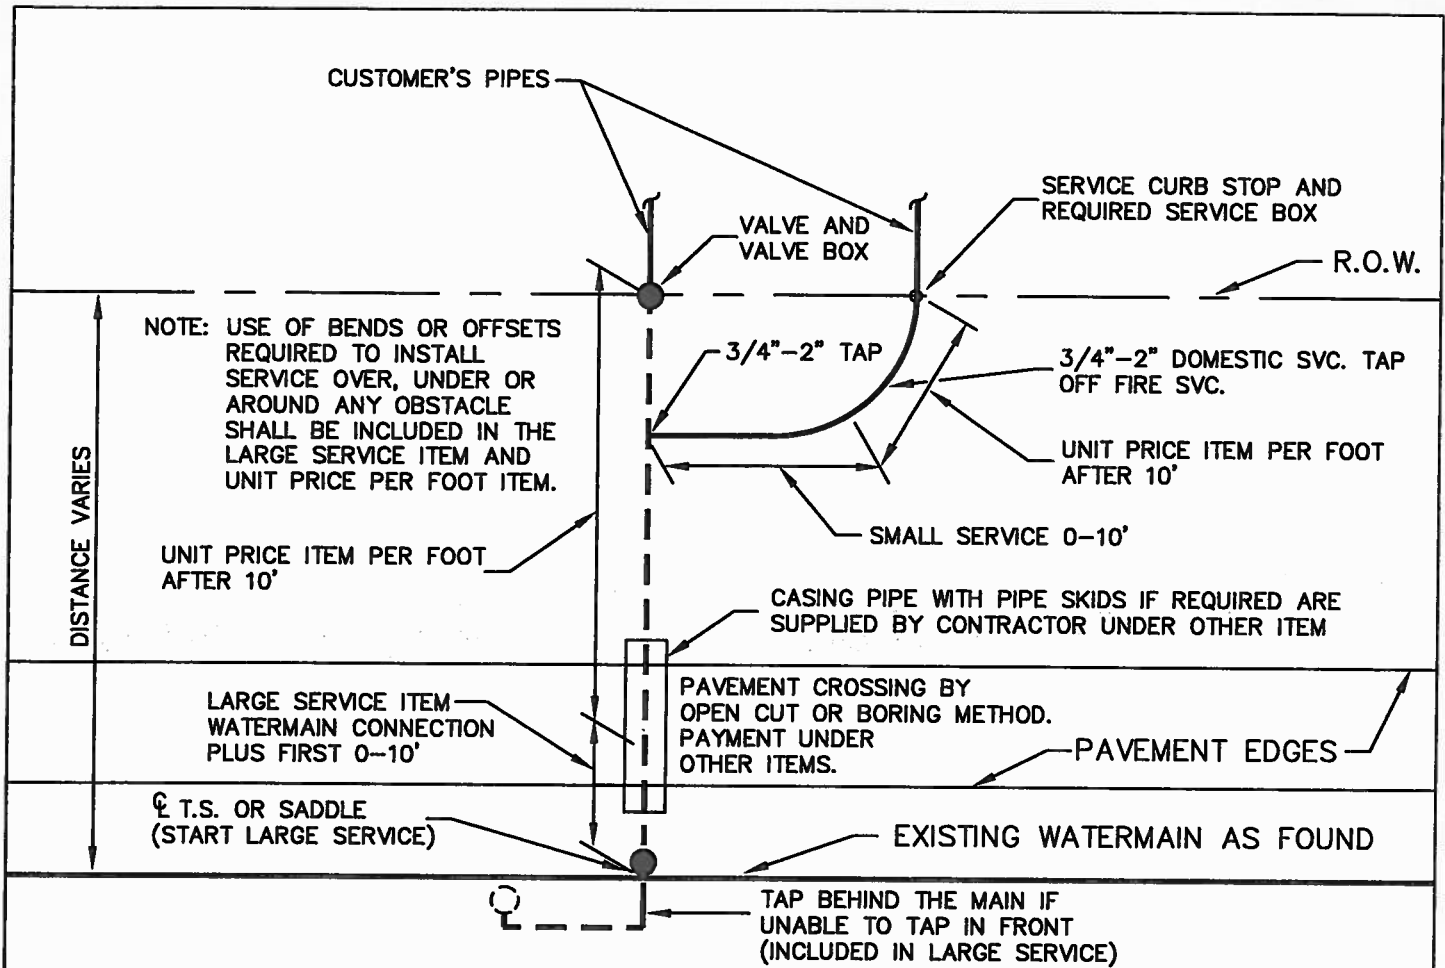 CUSTOMER'S PIPES
SERVICE CURB STOP AND
REQUIRED SERVICE BOX
VALVE AND
VALVE BOX
R.O.W.
NOTE: USE OF BENDS OR OFFSETS
REQUIRED TO INSTALL
SERVICE OVER, UNDER OR
AROUND ANY OBSTACLE
SHALL BE INCLUDED IN THE
LARGE SERVICE ITEM AND
UNIT PRICE PER FOOT ITEM.
3/4"-2" TAP
3/4"-2" DOMESTIC SVC. TAP
OFF FIRE SVC.
UNIT PRICE ITEM PER FOOT
AFTER 10'
SMALL SERVICE 0-10'
DISTANCE VARIES
UNIT PRICE ITEM PER FOOT
AFTER 10'
CASING PIPE WITH PIPE SKIDS IF REQUIRED ARE
SUPPLIED BY CONTRACTOR UNDER OTHER ITEM
LARGE SERVICE ITEM
WATERMAIN CONNECTION
PLUS FIRST 0-10'
PAVEMENT CROSSING BY
OPEN CUT OR BORING METHOD.
PAYMENT UNDER
OTHER ITEMS.
PAVEMENT EDGES
℄ T.S. OR SADDLE
(START LARGE SERVICE)
EXISTING WATERMAIN AS FOUND
TAP BEHIND THE MAIN IF
UNABLE TO TAP IN FRONT
(INCLUDED IN LARGE SERVICE)